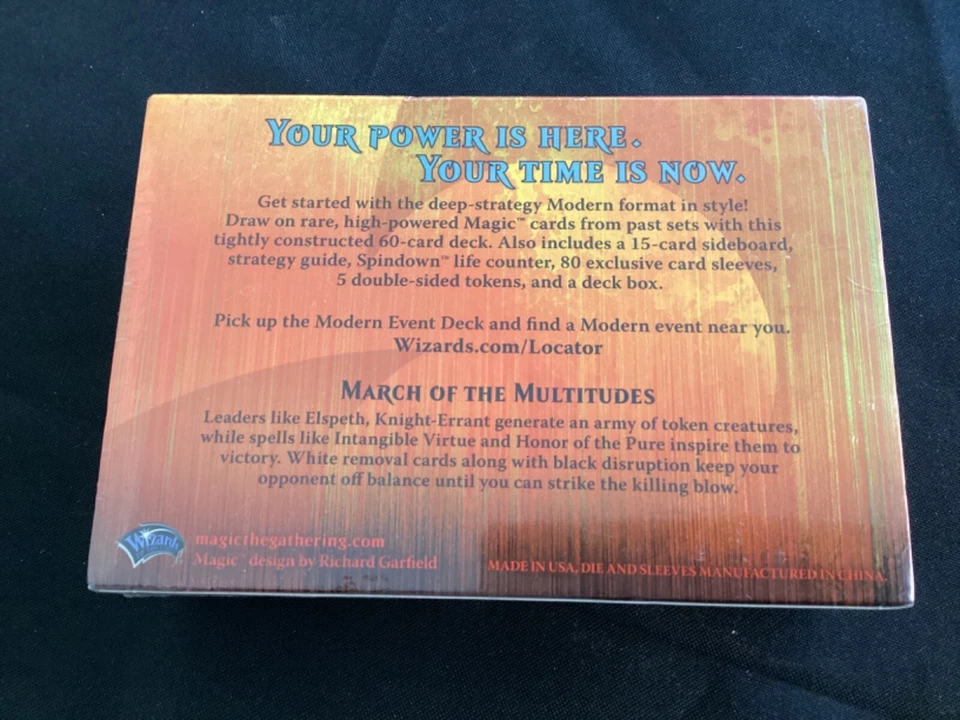 YOUR POWER IS HERE.
YOUR TIME IS NOW.
Get started with the deep-strategy Modern format in style!
Draw on rare, high-powered Magic™ cards from past sets with this
tightly constructed 60-card deck. Also includes a 15-card sideboard,
strategy guide, Spindown™ life counter, 80 exclusive card sleeves,
5 double-sided tokens, and a deck box.
Pick up the Modern Event Deck and find a Modern event near you.
Wizards.com/Locator
MARCH OF THE MULTITUDES
Leaders like Elspeth, Knight-Errant generate an army of token creatures,
while spells like Intangible Virtue and Honor of the Pure inspire them to
victory. White removal cards along with black disruption keep your
opponent off balance until you can strike the killing blow.
Wizards
magicthegathering.com
Magic™ design by Richard Garfield
MADE IN USA, DIE AND SLEEVES MANUFACTURED IN CHINA.